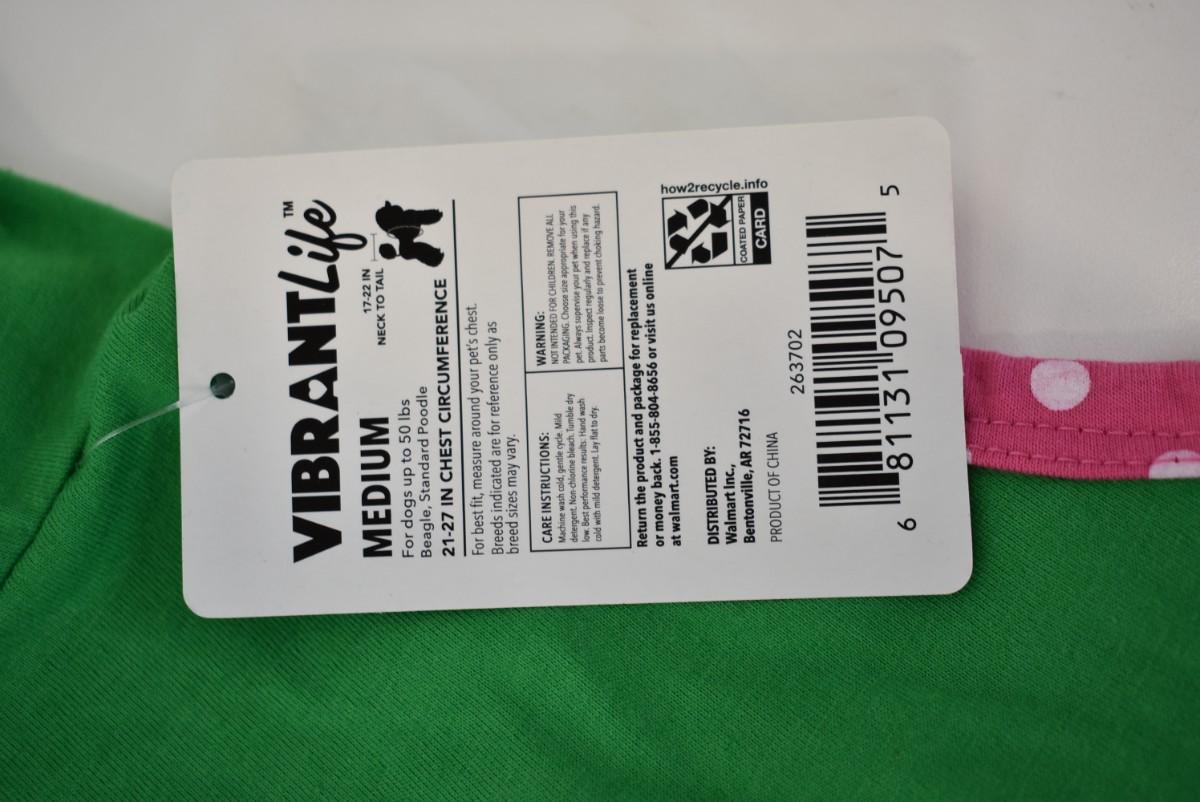 VIBRANTLife™
MEDIUM
17-22 IN
NECK TO TAIL
For dogs up to 50 lbs
Beagle, Standard Poodle
21-27 IN CHEST CIRCUMFERENCE
For best fit, measure around your pet's chest.
Breeds indicated are for reference only as
breed sizes may vary.
CARE INSTRUCTIONS:
Machine wash cold, gentle cycle. Mild
detergent. Non-chlorine bleach. Tumble dry
low. Best performance results: Hand wash
cold with mild detergent. Lay flat to dry.
WARNING:
NOT INTENDED FOR CHILDREN. REMOVE ALL
PACKAGING. Choose size appropriate for your
pet. Always supervise your pet when using this
product. Inspect regularly and replace if any
parts become loose to prevent choking hazard.
Return the product and package for replacement
or money back. 1-855-804-8656 or visit us online
at walmart.com
how2recycle.info
COATED PAPER
CARD
DISTRIBUTED BY:
Walmart Inc.,
Bentonville, AR 72716
PRODUCT OF CHINA
263702
6 81131 09507 5